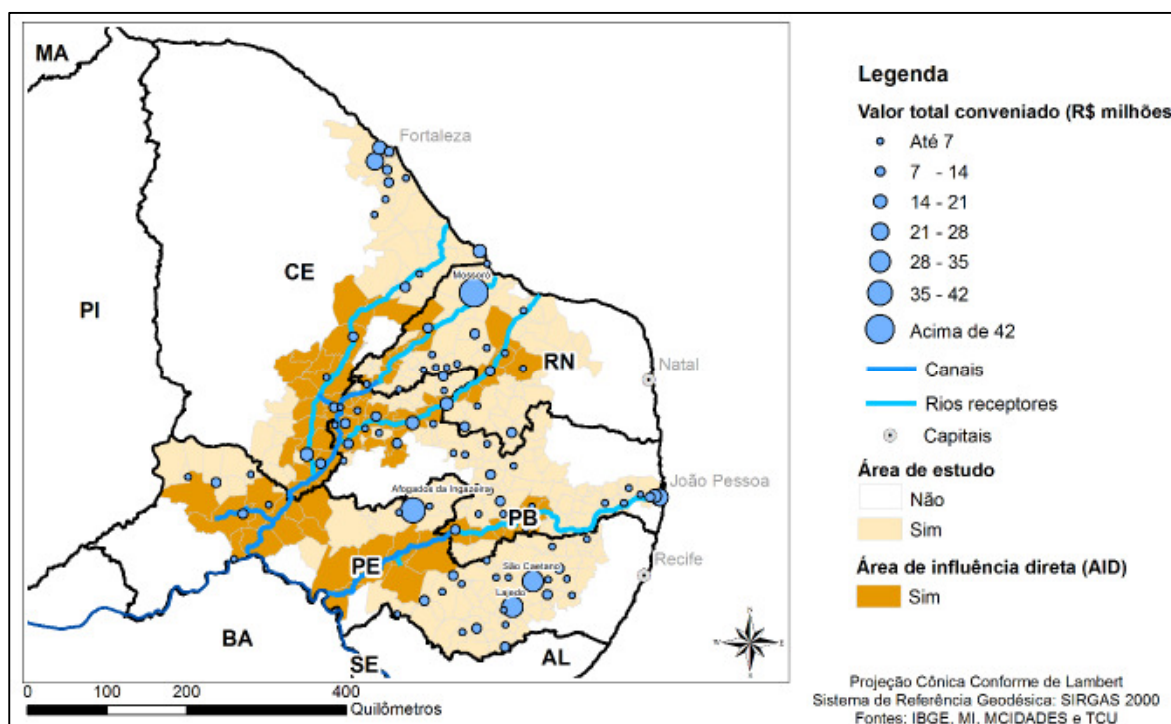 MA
Fortaleza
CE
PI
Mossoró
RN
Natal
João Pessoa
Afogados da Ingazeira
PB
Recife
PE
São Caetano
Lajedo
BA
SE
AL
N
W
E
S
0 100 200 400
Quilômetros
Legenda
Valor total conveniado (R$ milhões
Até 7
7 - 14
14 - 21
21 - 28
28 - 35
35 - 42
Acima de 42
Canais
Rios receptores
Capitais
Área de estudo
Não
Sim
Área de influência direta (AID)
Sim
Projeção Cônica Conforme de Lambert
Sistema de Referência Geodésica: SIRGAS 2000
Fontes: IBGE, MI, MCIDADES e TCU